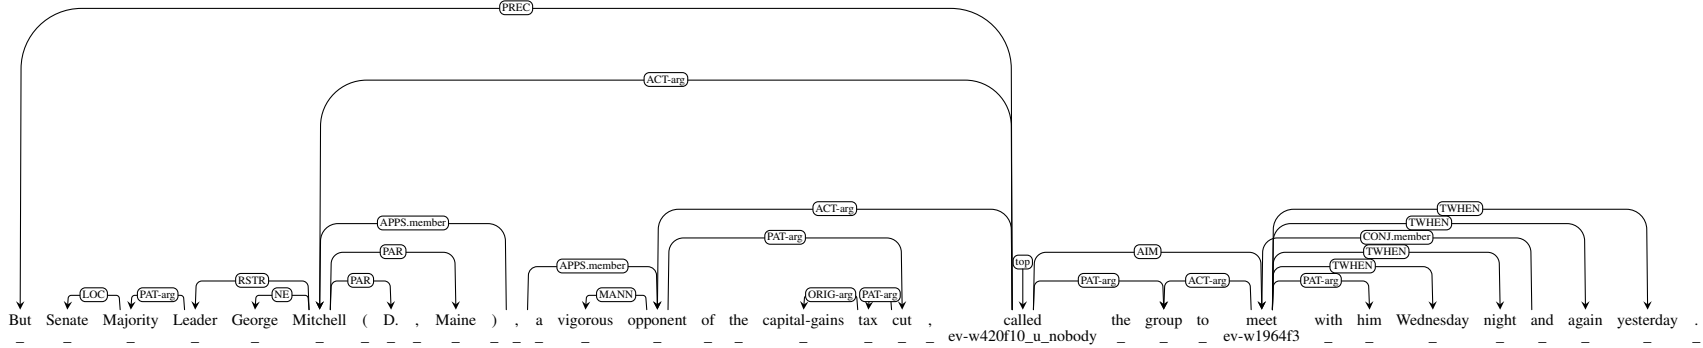 PREC
ACT-arg
ACT-arg TWHEN
APPS.member TWHEN
PAT-arg CONJ.member
PAR AIM TWHEN
top
APPS.member TWHEN
RSTR PAR PAT-arg ACT-arg PAT-arg
LOC PAT-arg NE MANN ORIG-arg PAT-arg
But Senate Majority Leader George Mitchell ( D. , Maine ) , a vigorous opponent of the capital-gains tax cut , called the group to meet with him Wednesday night and again yesterday .
_ _ _ _ _ _ _ _ _ _ _ _ _ _ _ _ _ _ _ _ _ ev-w420f10_u_nobody _ _ _ ev-w1964f3 _ _ _ _ _ _ _ _